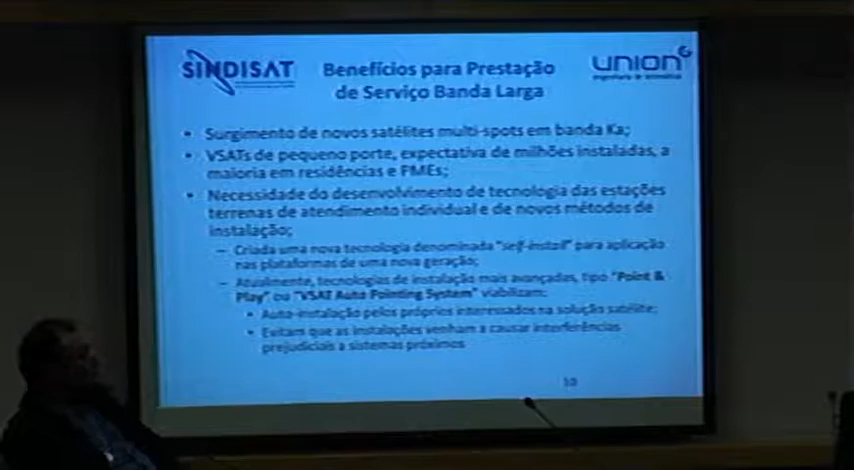 SINDISAT
Benefícios para Prestação
de Serviço Banda Larga
union
engenharia de telemática
• Surgimento de novos satélites multi-spots em banda Ka;
• VSATs de pequeno porte, expectativa de milhões instaladas, a
maioria em residências e PMEs;
• Necessidade do desenvolvimento de tecnologia das estações
terrenas de atendimento individual e de novos métodos de
instalação;
– Criada uma nova tecnologia denominada "self-install" para aplicação
nas plataformas de uma nova geração;
– Atualmente, tecnologias de instalação mais avançadas, tipo "Point &
Play" ou "VSAT Auto Pointing System" viabilizam:
• Auto-instalação pelos próprios interessados na solução satélite;
• Evitam que as instalações venham a causar interferências
prejudiciais a sistemas próximos
10